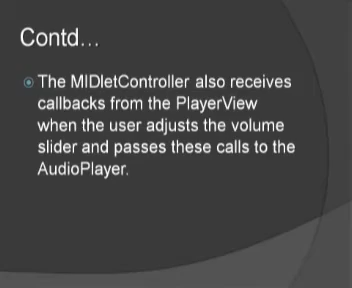 Contd...
The MIDletController also receives
callbacks from the PlayerView
when the user adjusts the volume
slider and passes these calls to the
AudioPlayer.